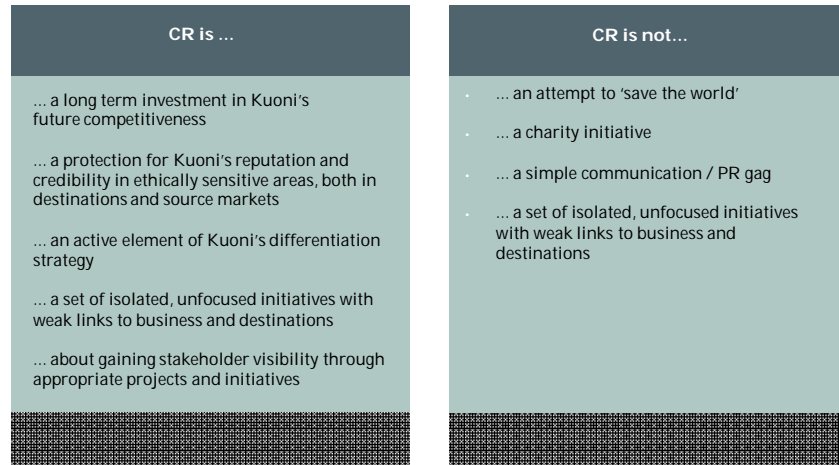 CR is ...
... a long term investment in Kuoni's
future competitiveness
... a protection for Kuoni's reputation and
credibility in ethically sensitive areas, both in
destinations and source markets
... an active element of Kuoni's differentiation
strategy
... a set of isolated, unfocused initiatives with
weak links to business and destinations
... about gaining stakeholder visibility through
appropriate projects and initiatives
CR is not...
... an attempt to 'save the world'
... a charity initiative
... a simple communication / PR gag
... a set of isolated, unfocused initiatives
with weak links to business and
destinations